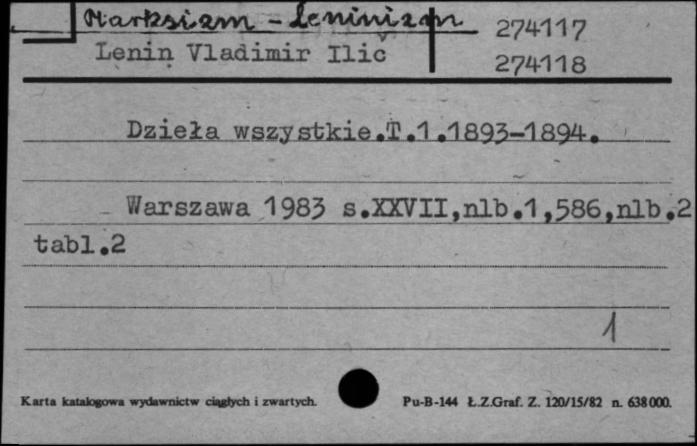 Marksizm - Leninizm 274117
Lenin Vladimir Ilič 274118
Dzieła wszystkie.T.1.1893-1894.
Warszawa 1983 s.XXVII,nlb.1,586,nlb.2
tabl.2
1
Karta katalogowa wydawnictw ciągłych i zwartych. Pu-B-144 Ł.Z.Graf. Z. 120/15/82 n. 638000.